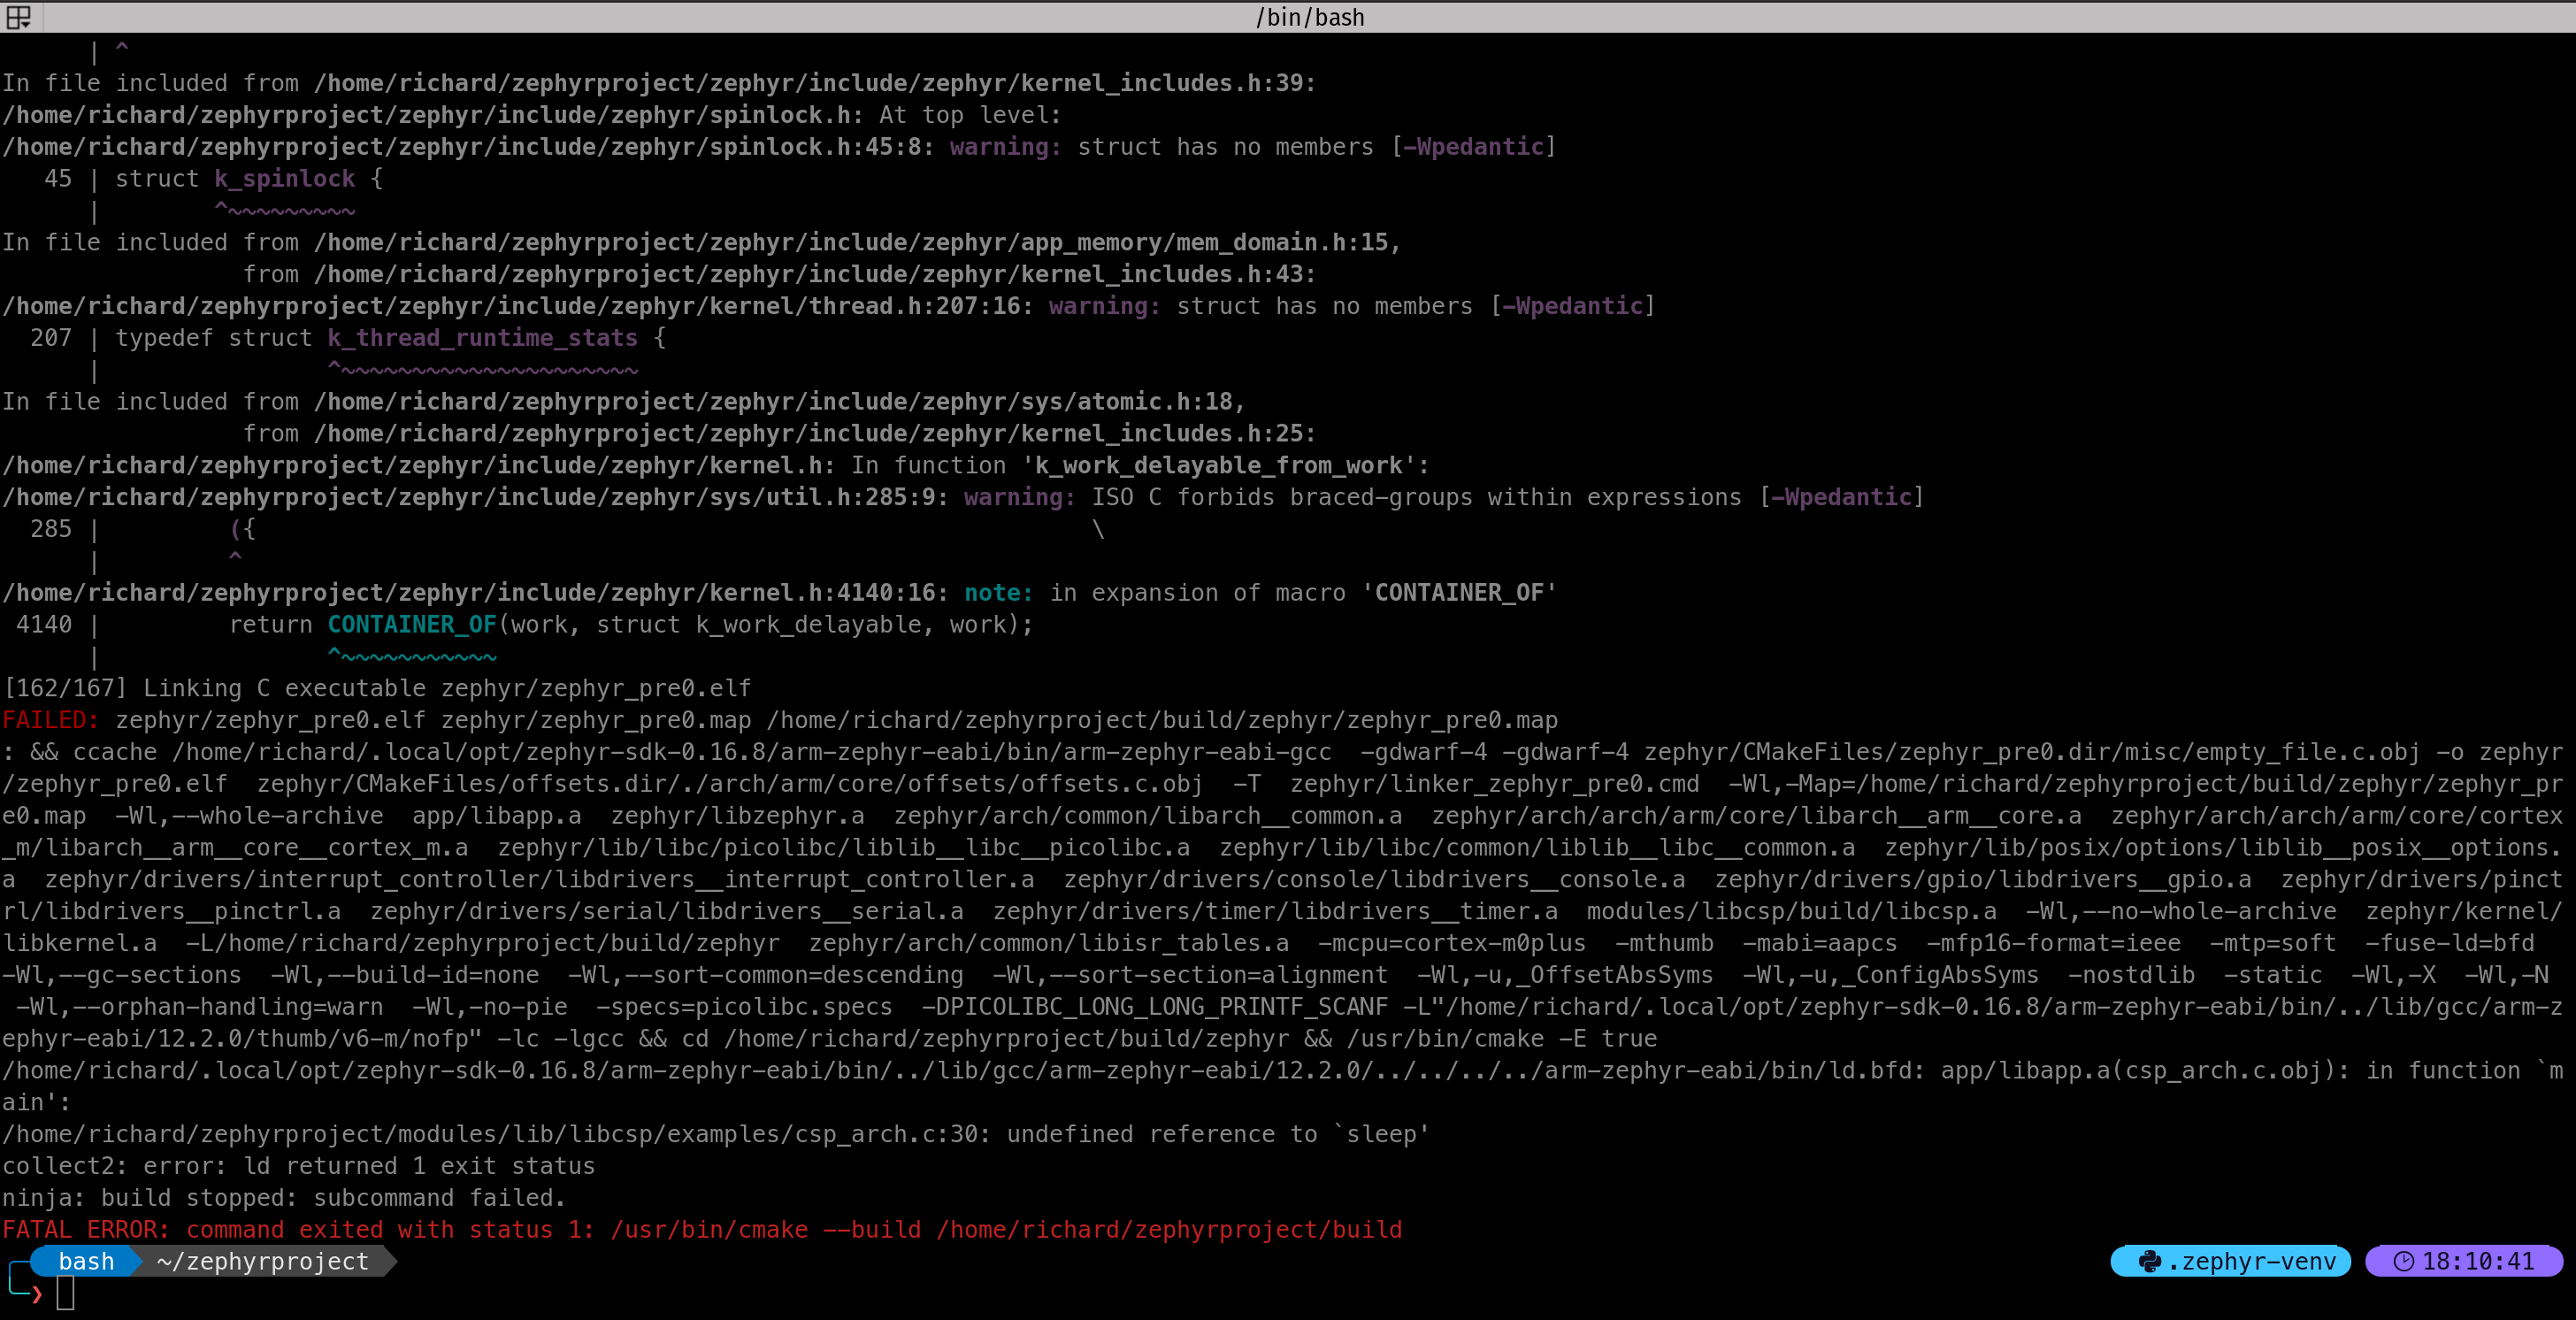 /bin/bash
| ^
In file included from /home/richard/zephyrproject/zephyr/include/zephyr/kernel_includes.h:39:
/home/richard/zephyrproject/zephyr/include/zephyr/spinlock.h: At top level:
/home/richard/zephyrproject/zephyr/include/zephyr/spinlock.h:45:8: warning: struct has no members [-Wpedantic]
   45 | struct k_spinlock {
      |        ^~~~~~~~~~
In file included from /home/richard/zephyrproject/zephyr/include/zephyr/app_memory/mem_domain.h:15,
                 from /home/richard/zephyrproject/zephyr/include/zephyr/kernel_includes.h:43:
/home/richard/zephyrproject/zephyr/include/zephyr/kernel/thread.h:207:16: warning: struct has no members [-Wpedantic]
  207 | typedef struct k_thread_runtime_stats {
      |                ^~~~~~~~~~~~~~~~~~~~~~
In file included from /home/richard/zephyrproject/zephyr/include/zephyr/sys/atomic.h:18,
                 from /home/richard/zephyrproject/zephyr/include/zephyr/kernel_includes.h:25:
/home/richard/zephyrproject/zephyr/include/zephyr/kernel.h: In function 'k_work_delayable_from_work':
/home/richard/zephyrproject/zephyr/include/zephyr/sys/util.h:285:9: warning: ISO C forbids braced-groups within expressions [-Wpedantic]
  285 |         ({                                                           \
      |         ^
/home/richard/zephyrproject/zephyr/include/zephyr/kernel.h:4140:16: note: in expansion of macro 'CONTAINER_OF'
 4140 |         return CONTAINER_OF(work, struct k_work_delayable, work);
      |                ^~~~~~~~~~~~
[162/167] Linking C executable zephyr/zephyr_pre0.elf
FAILED: zephyr/zephyr_pre0.elf zephyr/zephyr_pre0.map /home/richard/zephyrproject/build/zephyr/zephyr_pre0.map
: && ccache /home/richard/.local/opt/zephyr-sdk-0.16.8/arm-zephyr-eabi/bin/arm-zephyr-eabi-gcc  -gdwarf-4 -gdwarf-4 zephyr/CMakeFiles/zephyr_pre0.dir/misc/empty_file.c.obj -o zephyr
/zephyr_pre0.elf  zephyr/CMakeFiles/offsets.dir/./arch/arm/core/offsets/offsets.c.obj  -T  zephyr/linker_zephyr_pre0.cmd  -Wl,-Map=/home/richard/zephyrproject/build/zephyr/zephyr_pr
e0.map  -Wl,--whole-archive  app/libapp.a  zephyr/libzephyr.a  zephyr/arch/common/libarch__common.a  zephyr/arch/arch/arm/core/libarch__arm__core.a  zephyr/arch/arch/arm/core/cortex
_m/libarch__arm__core__cortex_m.a  zephyr/lib/libc/picolibc/liblib__libc__picolibc.a  zephyr/lib/libc/common/liblib__libc__common.a  zephyr/lib/posix/options/liblib__posix__options.
a  zephyr/drivers/interrupt_controller/libdrivers__interrupt_controller.a  zephyr/drivers/console/libdrivers__console.a  zephyr/drivers/gpio/libdrivers__gpio.a  zephyr/drivers/pinct
rl/libdrivers__pinctrl.a  zephyr/drivers/serial/libdrivers__serial.a  zephyr/drivers/timer/libdrivers__timer.a  modules/libcsp/build/libcsp.a  -Wl,--no-whole-archive  zephyr/kernel/
libkernel.a  -L/home/richard/zephyrproject/build/zephyr  zephyr/arch/common/libisr_tables.a  -mcpu=cortex-m0plus  -mthumb  -mabi=aapcs  -mfp16-format=ieee  -mtp=soft  -fuse-ld=bfd
-Wl,--gc-sections  -Wl,--build-id=none  -Wl,--sort-common=descending  -Wl,--sort-section=alignment  -Wl,-u,_OffsetAbsSyms  -Wl,-u,_ConfigAbsSyms  -nostdlib  -static  -Wl,-X  -Wl,-N
 -Wl,--orphan-handling=warn  -Wl,-no-pie  -specs=picolibc.specs  -DPICOLIBC_LONG_LONG_PRINTF_SCANF -L"/home/richard/.local/opt/zephyr-sdk-0.16.8/arm-zephyr-eabi/bin/../lib/gcc/arm-z
ephyr-eabi/12.2.0/thumb/v6-m/nofp" -lc -lgcc && cd /home/richard/zephyrproject/build/zephyr && /usr/bin/cmake -E true
/home/richard/.local/opt/zephyr-sdk-0.16.8/arm-zephyr-eabi/bin/../lib/gcc/arm-zephyr-eabi/12.2.0/../../../../arm-zephyr-eabi/bin/ld.bfd: app/libapp.a(csp_arch.c.obj): in function `m
ain':
/home/richard/zephyrproject/modules/lib/libcsp/examples/csp_arch.c:30: undefined reference to `sleep'
collect2: error: ld returned 1 exit status
ninja: build stopped: subcommand failed.
FATAL ERROR: command exited with status 1: /usr/bin/cmake --build /home/richard/zephyrproject/build
bash ~/zephyrproject .zephyr-venv 18:10:41
❯